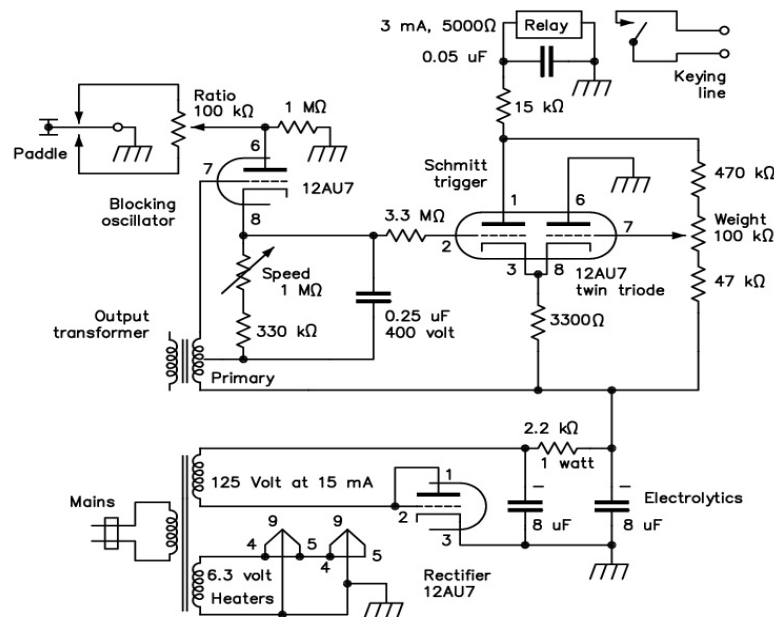 3 mA, 5000Ω
Relay
0.05 uF
Keying
line
Ratio
100 kΩ
1 MΩ
15 kΩ
Paddle
6
7
12AU7
Blocking
oscillator
8
Schmitt
trigger
1
6
470 kΩ
3.3 MΩ
2
7
Weight
100 kΩ
3
8
12AU7
twin triode
47 kΩ
Speed
1 MΩ
Output
transformer
330 kΩ
0.25 uF
400 volt
3300Ω
Primary
2.2 kΩ
1 watt
125 Volt at 15 mA
1
2
3
Mains
–
8 uF
–
8 uF
Electrolytics
9
9
4
5
4
5
6.3 volt
Heaters
Rectifier
12AU7